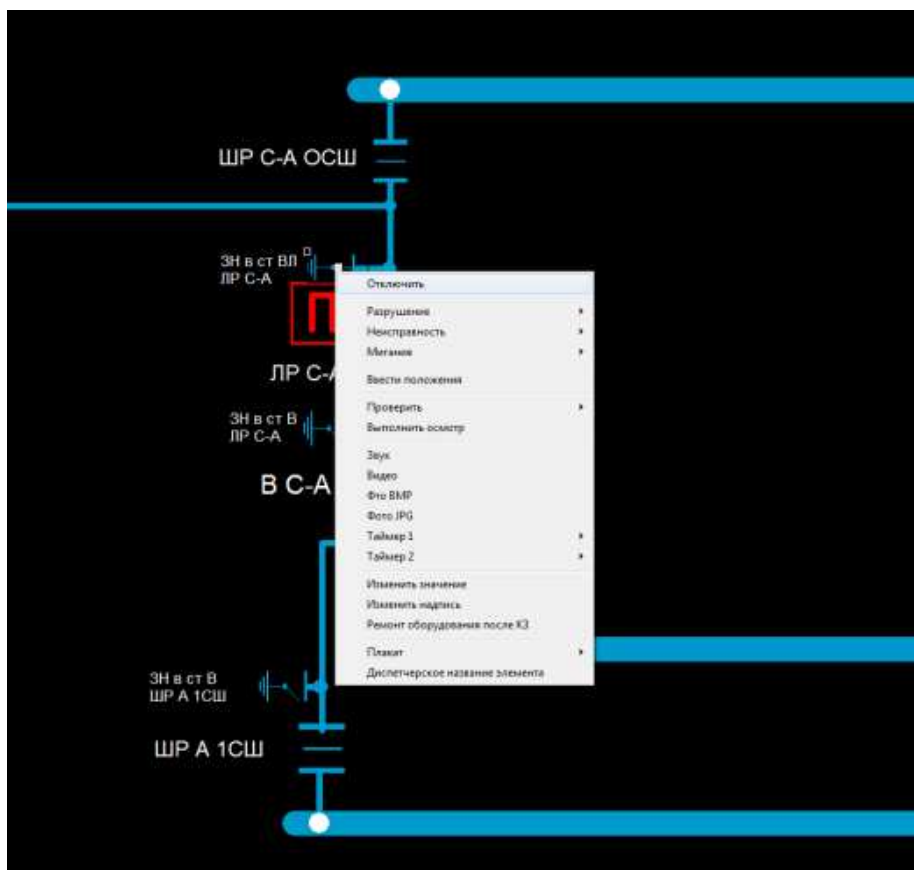 ШР С-А ОСШ
ЗН в ст ВЛ
ЛР С-А
П
ЛР С-А
ЗН в ст В
ЛР С-А
В С-А
Отключить
Разрушение
Неисправность
Мигание
Ввести положения
Проверить
Выполнить осмотр
Звук
Видео
Фто BMP
Фото JPG
Таймер 1
Таймер 2
Изменить значение
Изменить надпись
Ремонт оборудования после КЗ
Плакат
Диспетчерское название элемента
ЗН в ст В
ШР А 1СШ
ШР А 1СШ